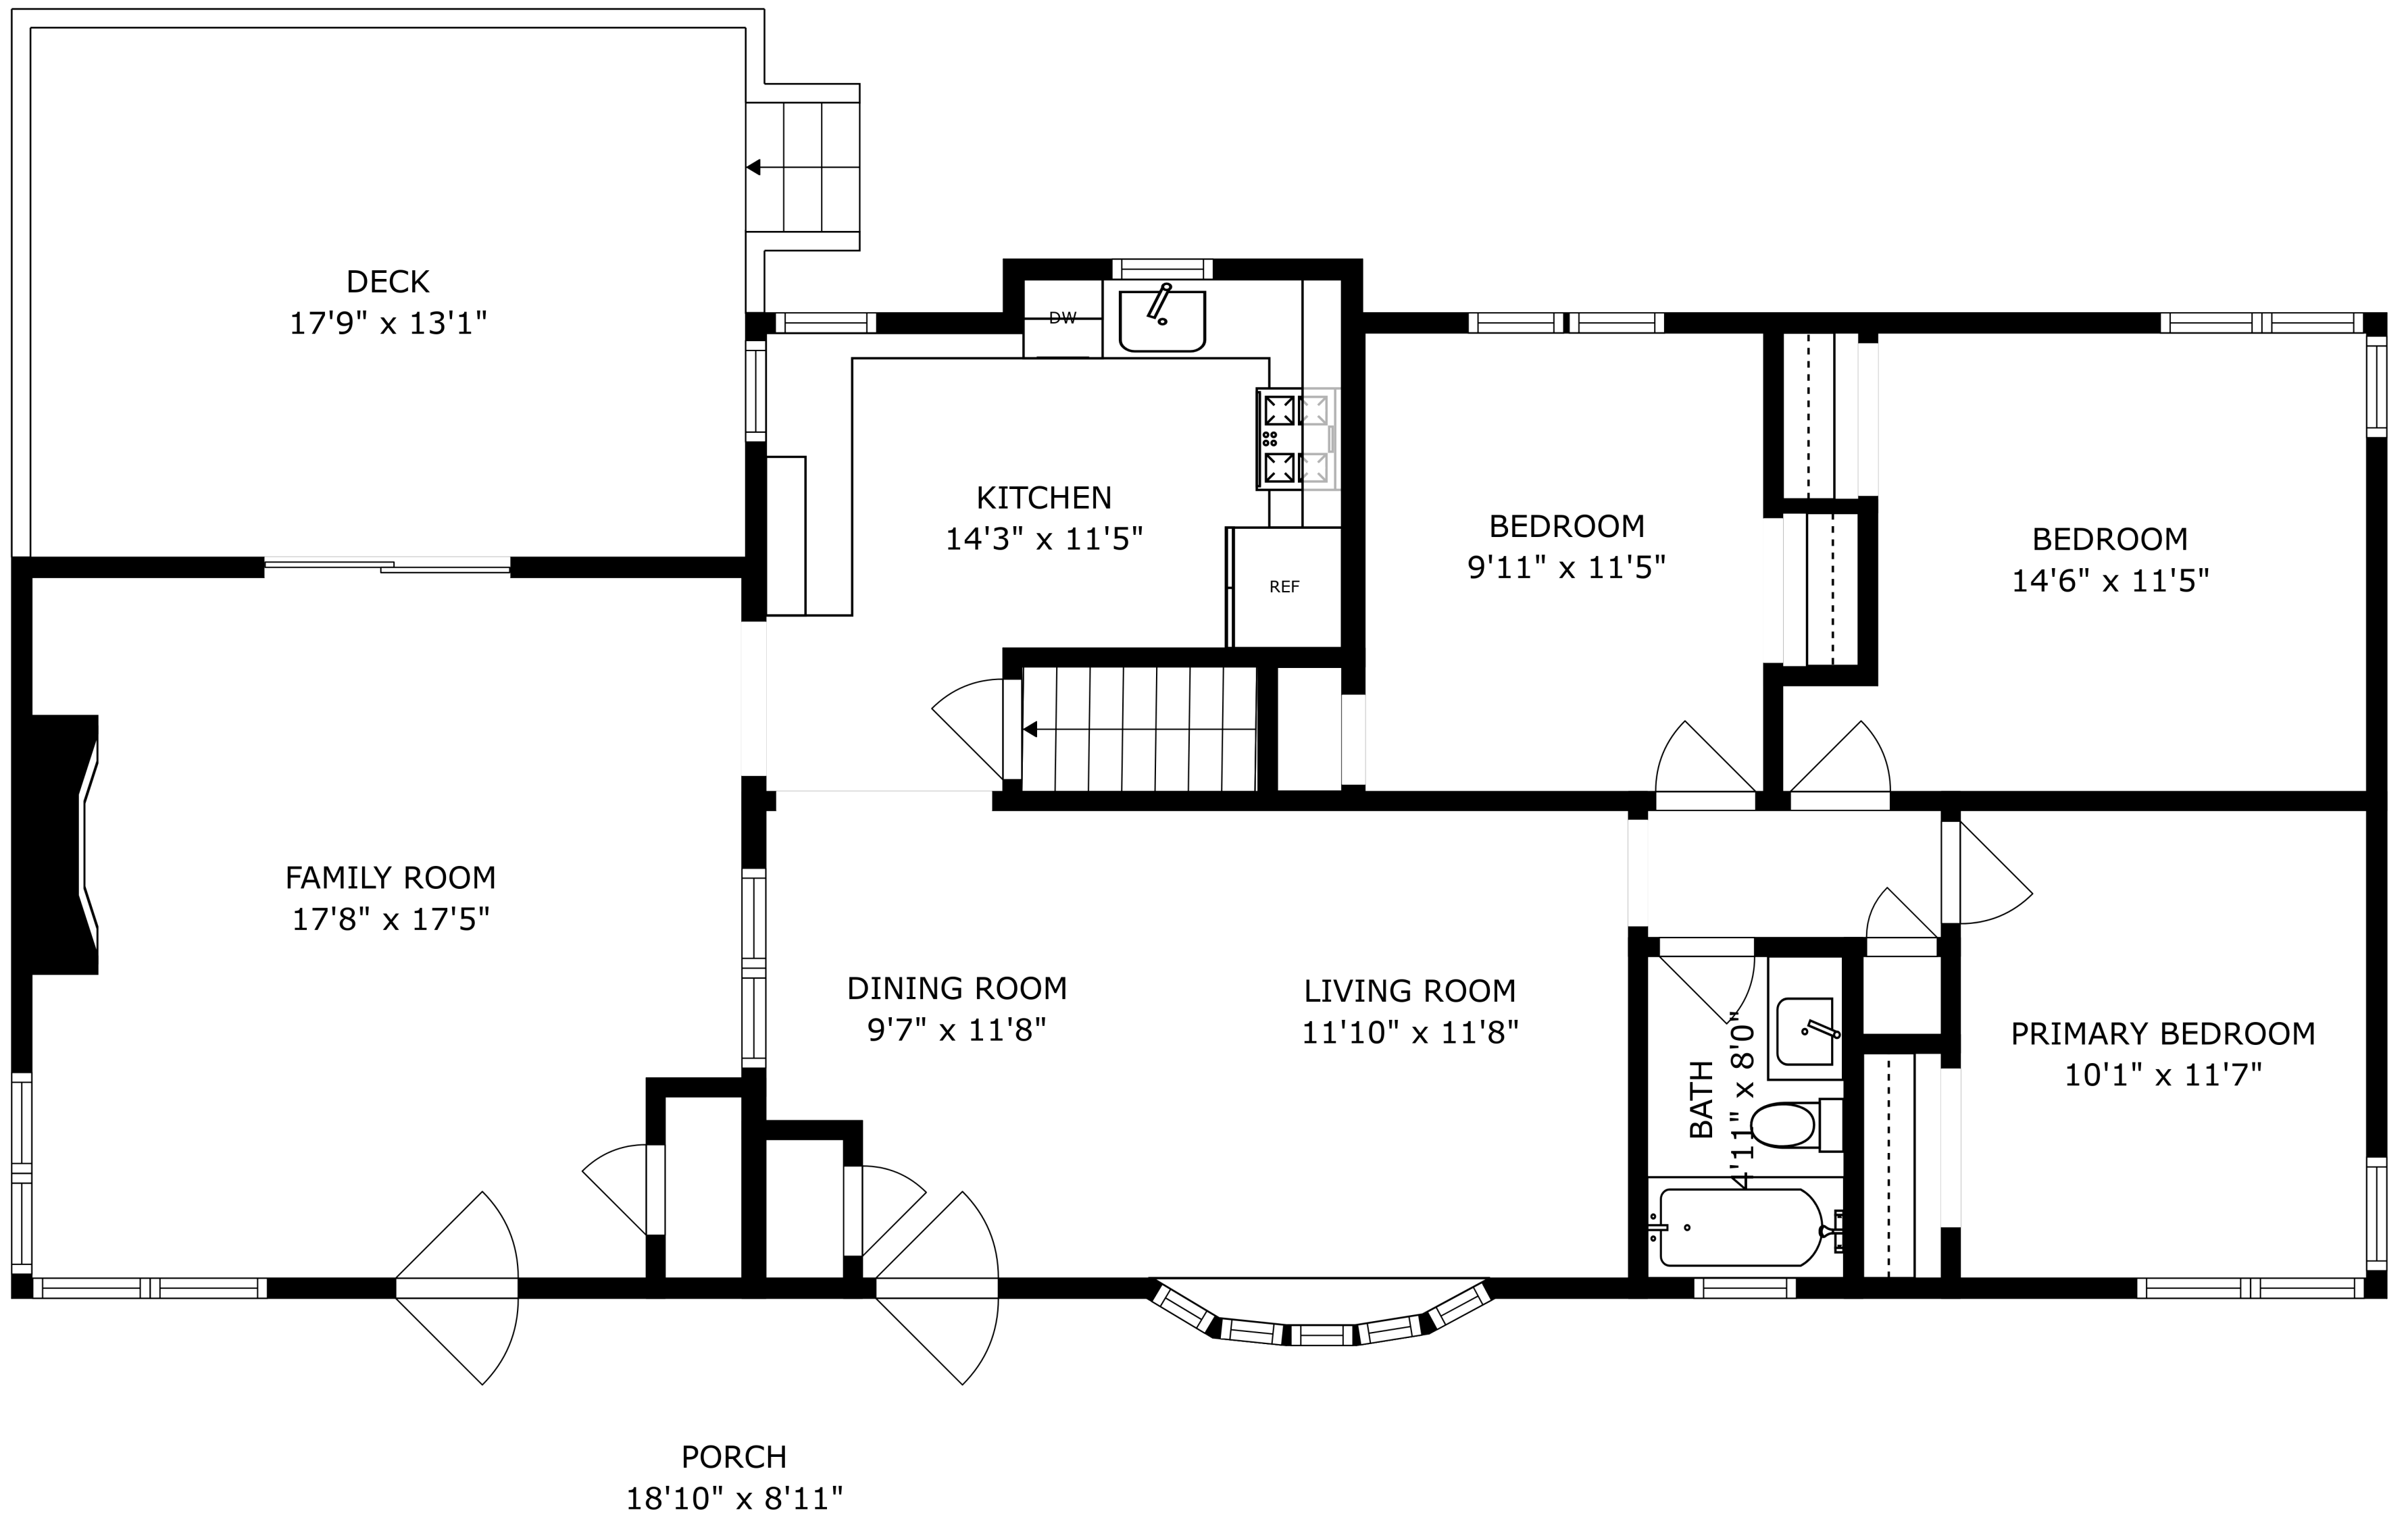 DECK
17'9" x 13'1"
DW
KITCHEN
14'3" x 11'5"
REF
BEDROOM
9'11" x 11'5"
BEDROOM
14'6" x 11'5"
FAMILY ROOM
17'8" x 17'5"
DINING ROOM
9'7" x 11'8"
LIVING ROOM
11'10" x 11'8"
BATH
4'11" x 8'0"
PRIMARY BEDROOM
10'1" x 11'7"
PORCH
18'10" x 8'11"